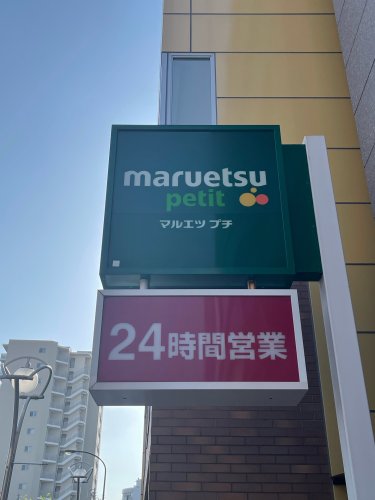 maruetsu
petit
マルエツ プチ
24時間営業